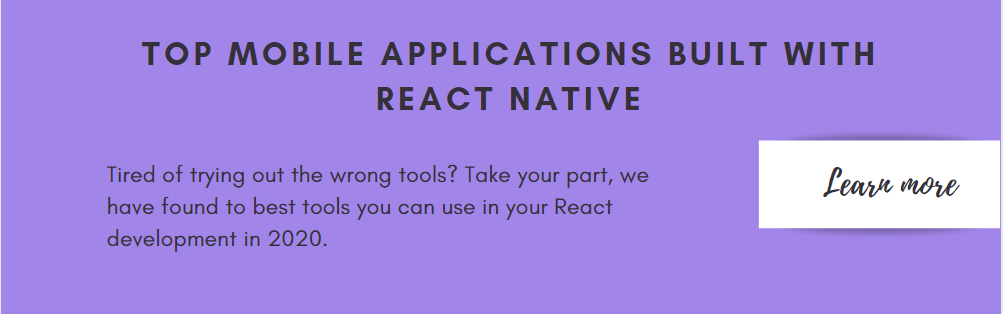 TOP MOBILE APPLICATIONS BUILT WITH
REACT NATIVE
Tired of trying out the wrong tools? Take your part, we
have found to best tools you can use in your React
development in 2020.
Learn more